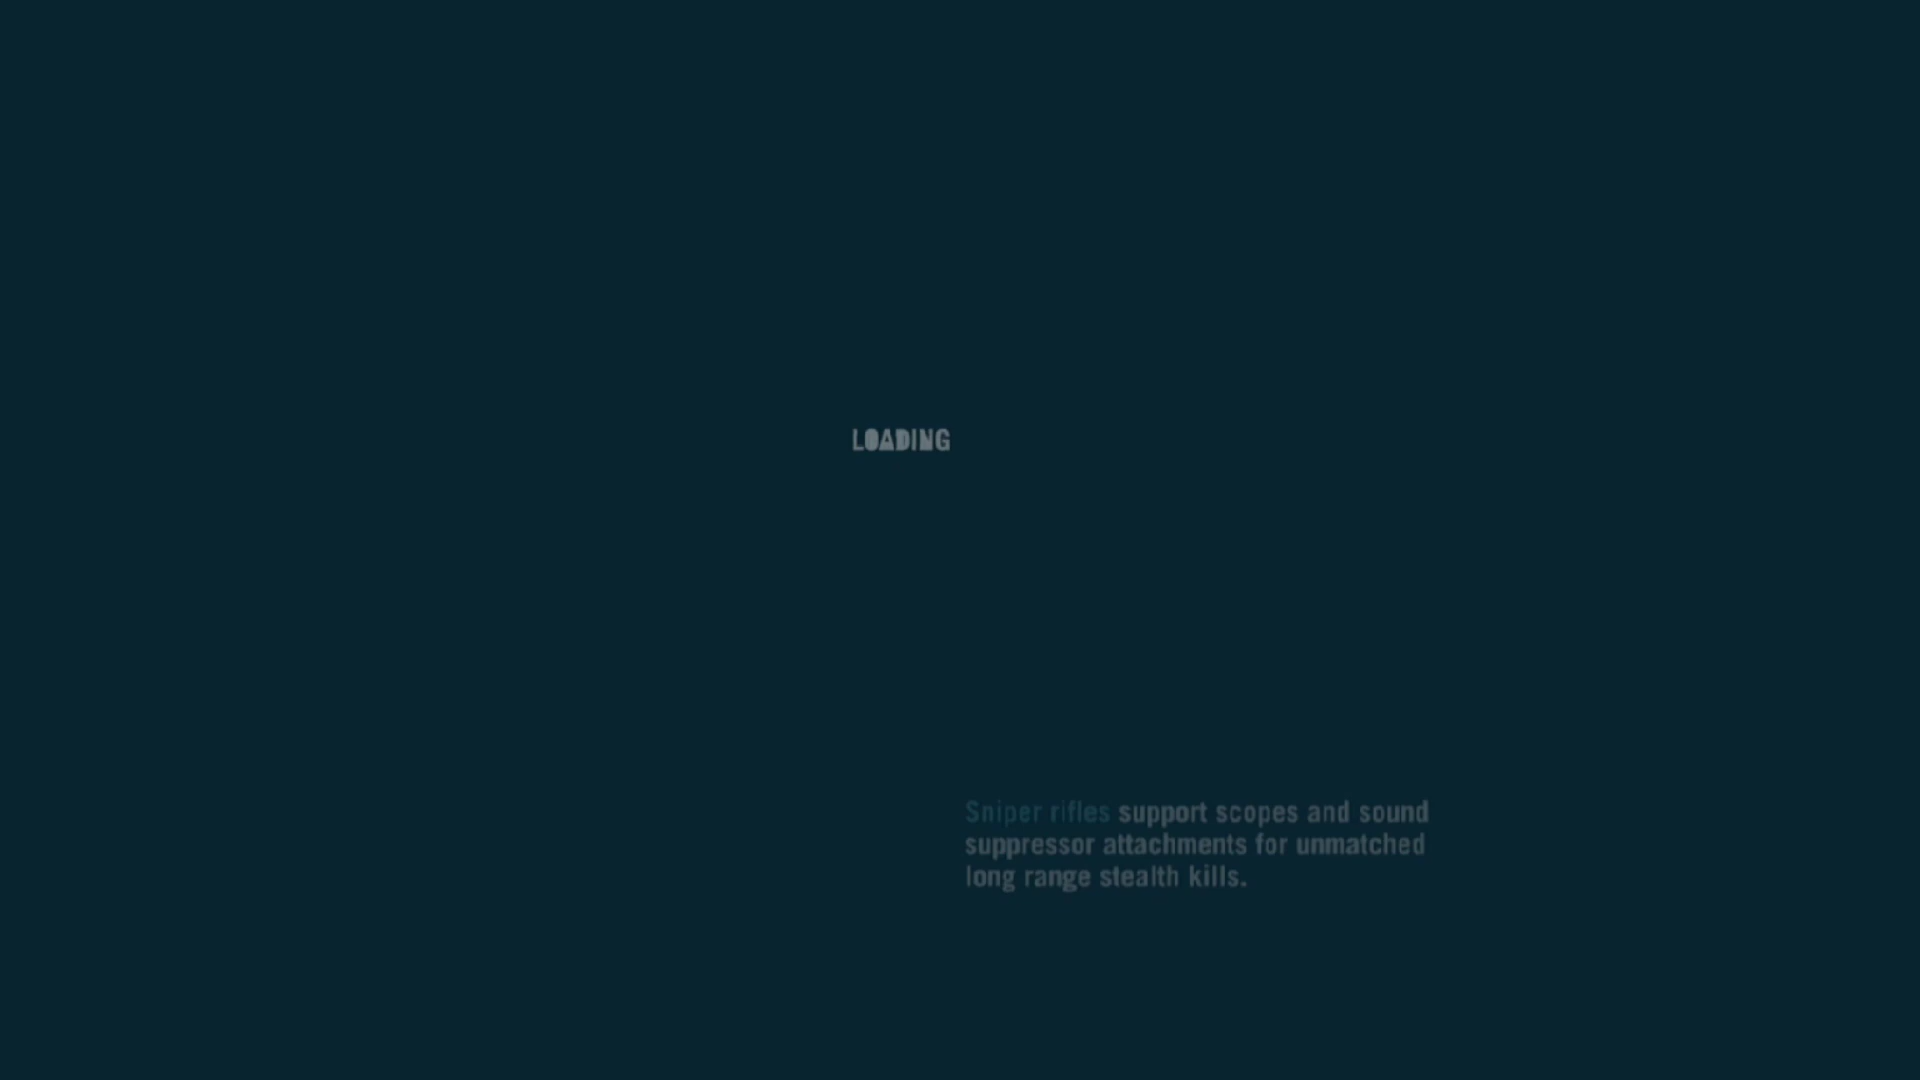 LOADING
Sniper rifles support scopes and sound
suppressor attachments for unmatched
long range stealth kills.